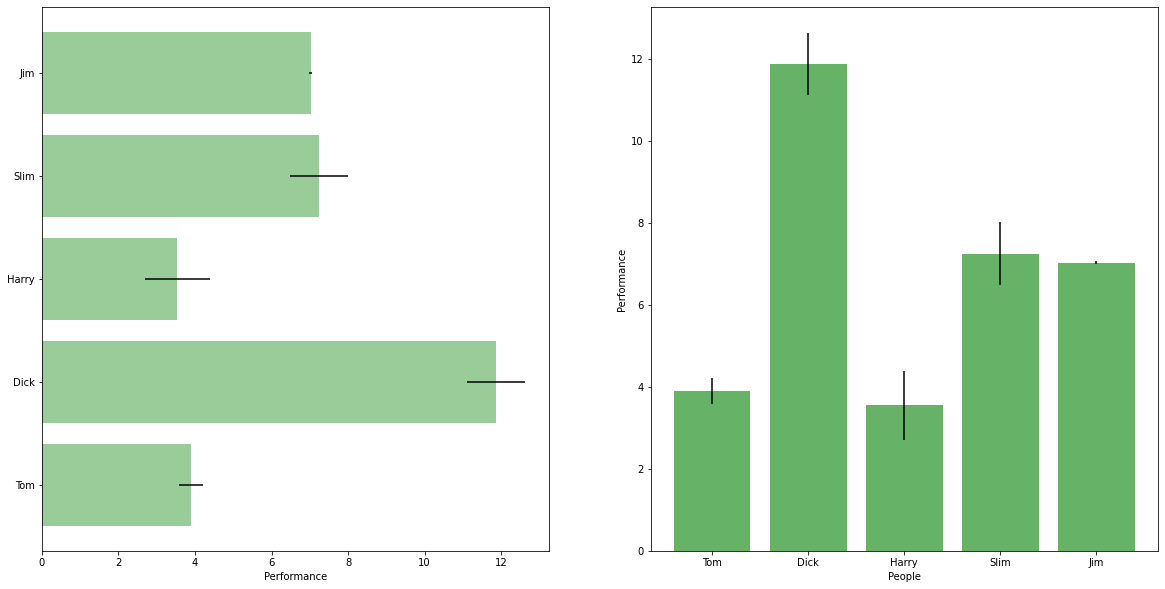 Jim
Slim
Harry
Dick
Tom
0 2 4 6 8 10 12
Performance
12
10
8
6
4
2
0
Performance
Tom Dick Harry Slim Jim
People